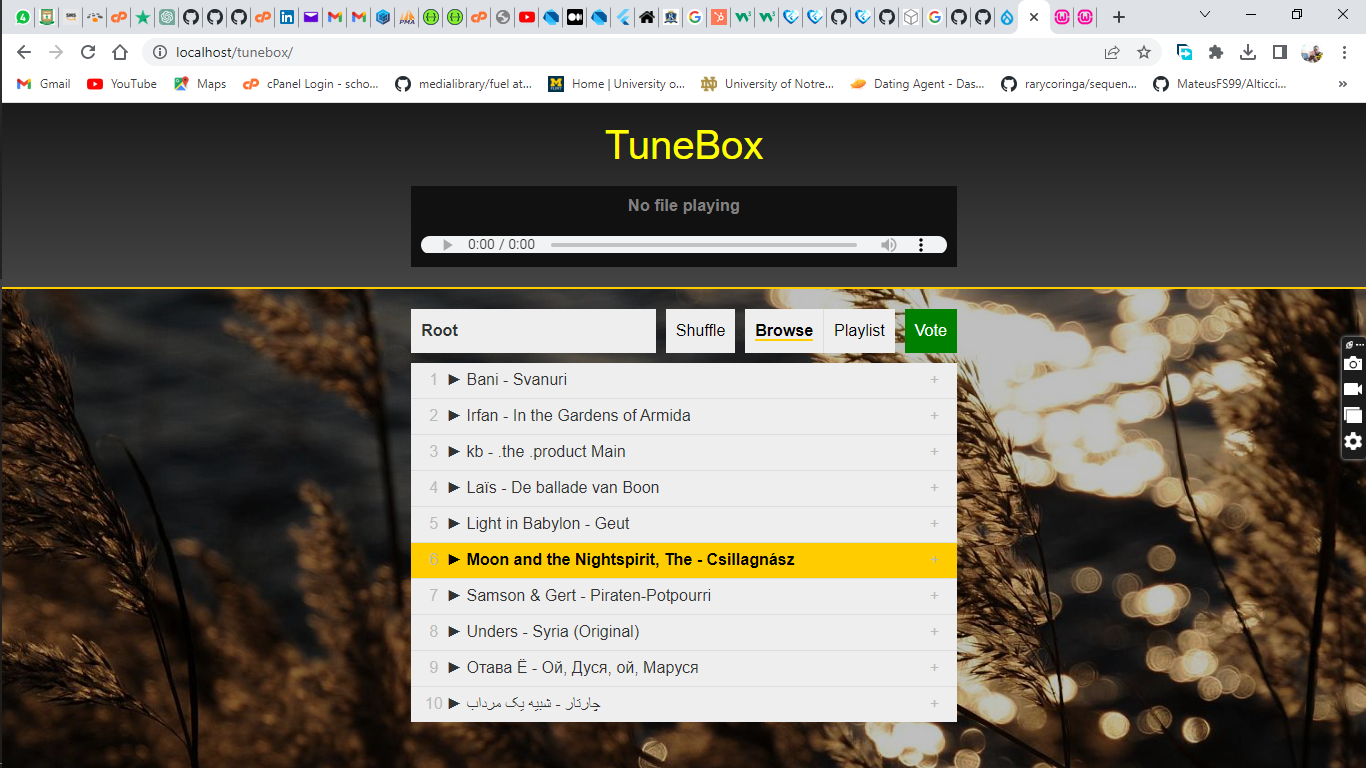 localhost/tunebox/
Gmail YouTube Maps cPanel Login - scho... medialibrary/fuel at... Home | University o... University of Notre... Dating Agent - Das... rarycoringa/sequen... MateusFS99/Alticci... »
TuneBox
No file playing
0:00 / 0:00
Root Shuffle Browse Playlist Vote
1 ► Bani - Svanuri +
2 ► Irfan - In the Gardens of Armida +
3 ► kb - .the .product Main +
4 ► Laïs - De ballade van Boon +
5 ► Light in Babylon - Geut +
6 ► Moon and the Nightspirit, The - Csillagnász +
7 ► Samson & Gert - Piraten-Potpourri +
8 ► Unders - Syria (Original) +
9 ► Отава Ё - Ой, Дуся, ой, Маруся +
10 ► چارتار - شبیه یک مرداب +